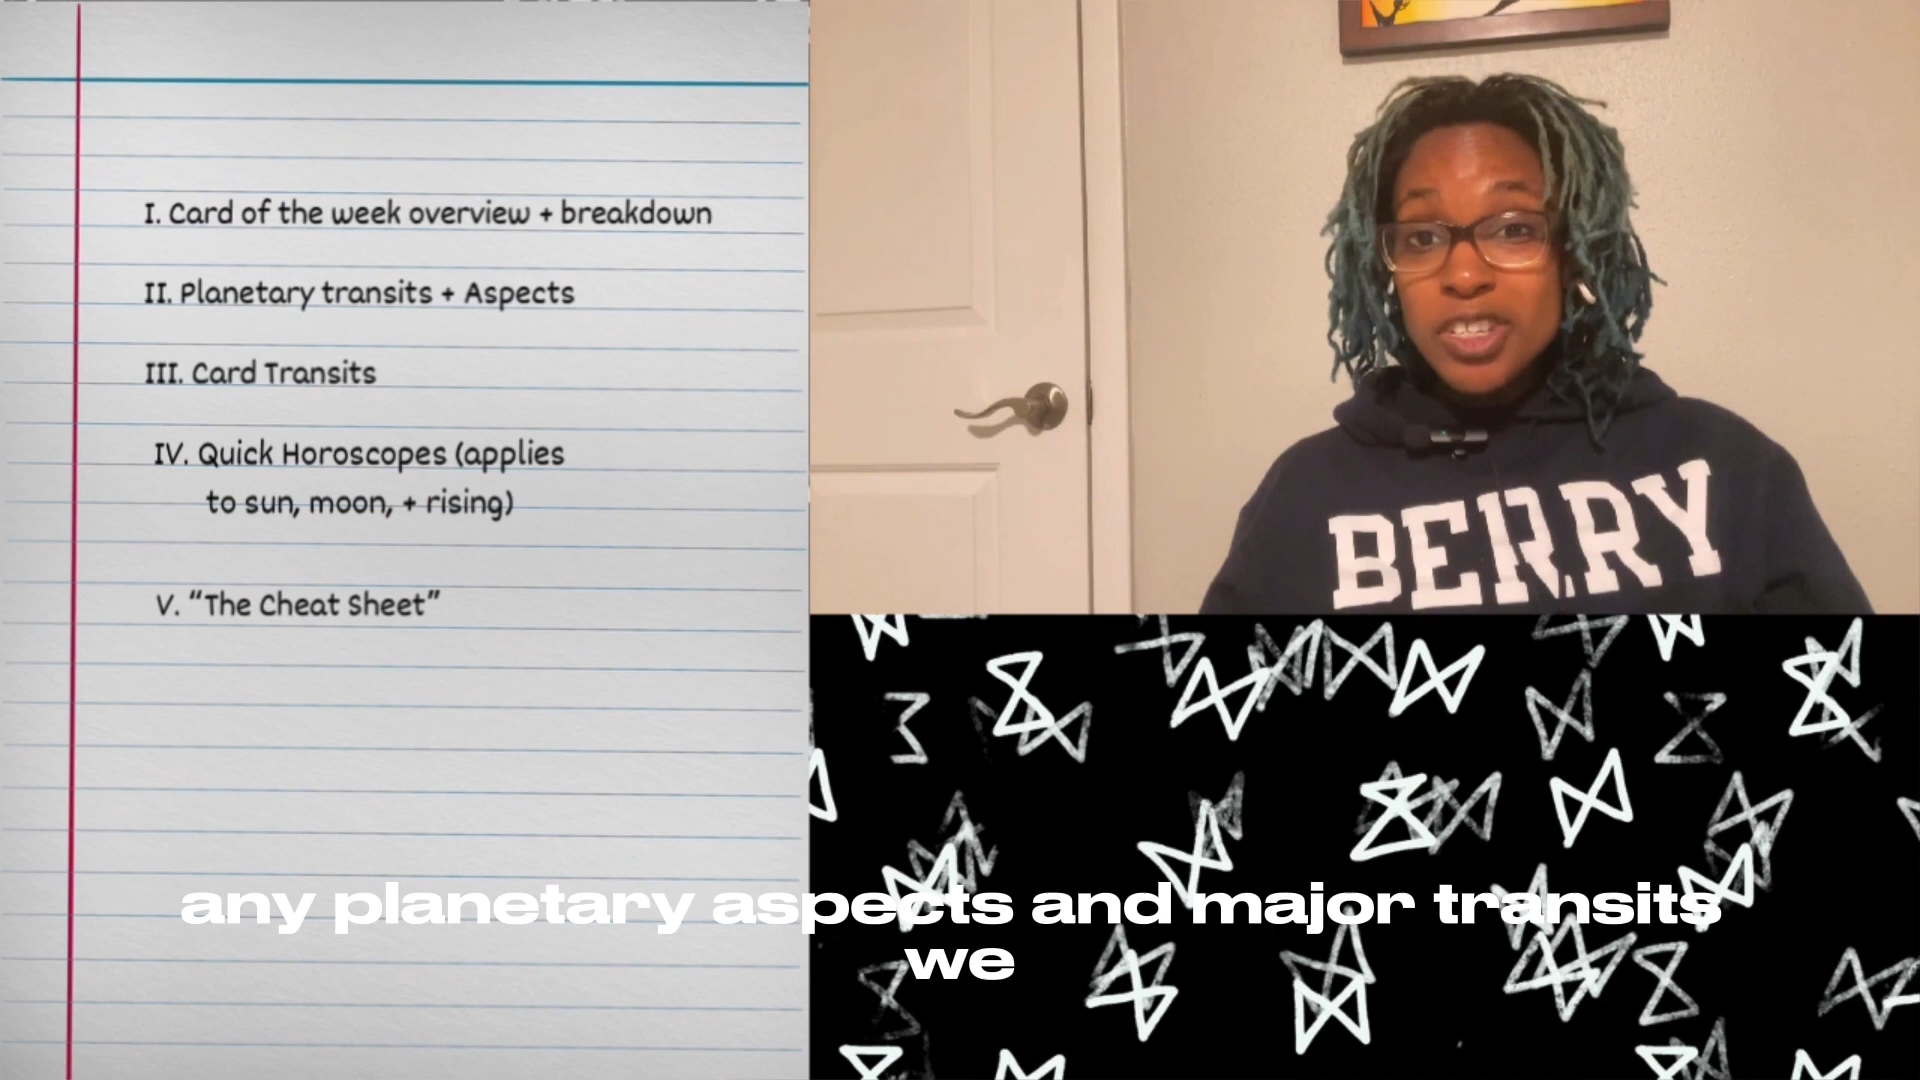 I. Card of the week overview + breakdown
II. Planetary transits + Aspects
III. Card Transits
IV. Quick Horoscopes (applies
to sun, moon, + rising)
V. “The Cheat Sheet”
BERRY
any planetary aspects and major transits
we